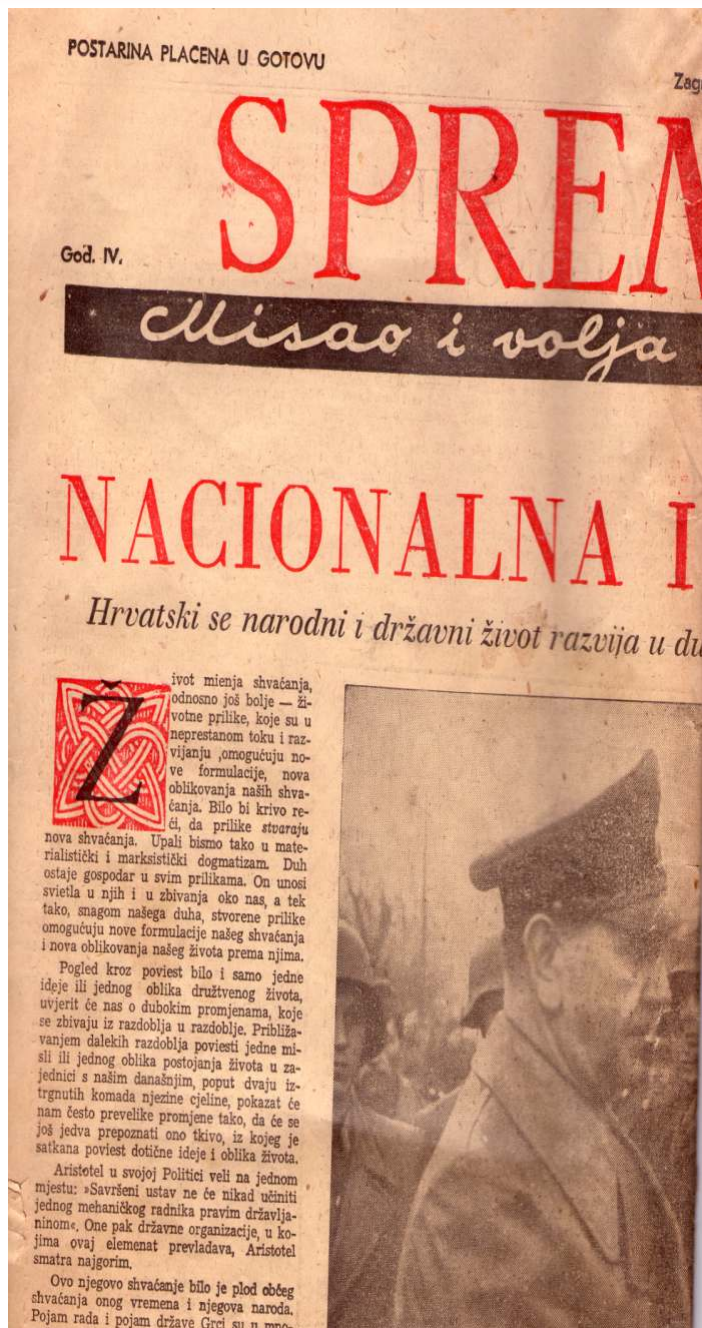 POSTARINA PLAĆENA U GOTOVU
Zagr
SPREM
God. IV.
Misao i volja
NACIONALNA I
Hrvatski se narodni i državni život razvija u du
Život mienja shvaćanja,
odnosno još bolje — ži-
votne prilike, koje su u
neprestanom toku i raz-
vijanju ,omogućuju no-
ve formulacije, nova
oblikovanja naših shva-
ćanja. Bilo bi krivo re-
ći, da prilike stvaraju
nova shvaćanja. Upali bismo tako u mate-
rialistički i marksistički dogmatizam. Duh
ostaje gospodar u svim prilikama. On unosi
svietla u njih i u zbivanja oko nas, a tek
tako, snagom našega duha, stvorene prilike
omogućuju nove formulacije našeg shvaćanja
i nova oblikovanja našeg života prema njima.
Pogled kroz poviest bilo i samo jedne
ideje ili jednog oblika družtvenog života,
uvjerit će nas o dubokim promjenama, koje
se zbivaju iz razdoblja u razdoblje. Približa-
vanjem dalekih razdoblja poviesti jedne mi-
sli ili jednog oblika postojanja života u za-
jednici s našim današnjim, poput dvaju iz-
trgnutih komada njezine cjeline, pokazat će
nam često prevelike promjene tako, da će se
još jedva prepoznati ono tkivo, iz kojeg je
satkana poviest dotične ideje i oblika života.
Aristotel u svojoj Politici veli na jednom
mjestu: »Savršeni ustav ne će nikad učiniti
jednog mehaničkog radnika pravim državlja-
ninom«. One pak državne organizacije, u ko-
jima ovaj elemenat prevladava, Aristotel
smatra najgorim.
Ovo njegovo shvaćanje bilo je plod obćeg
shvaćanja onog vremena i njegova naroda.
Pojam rada i pojam države Grci su u mno-